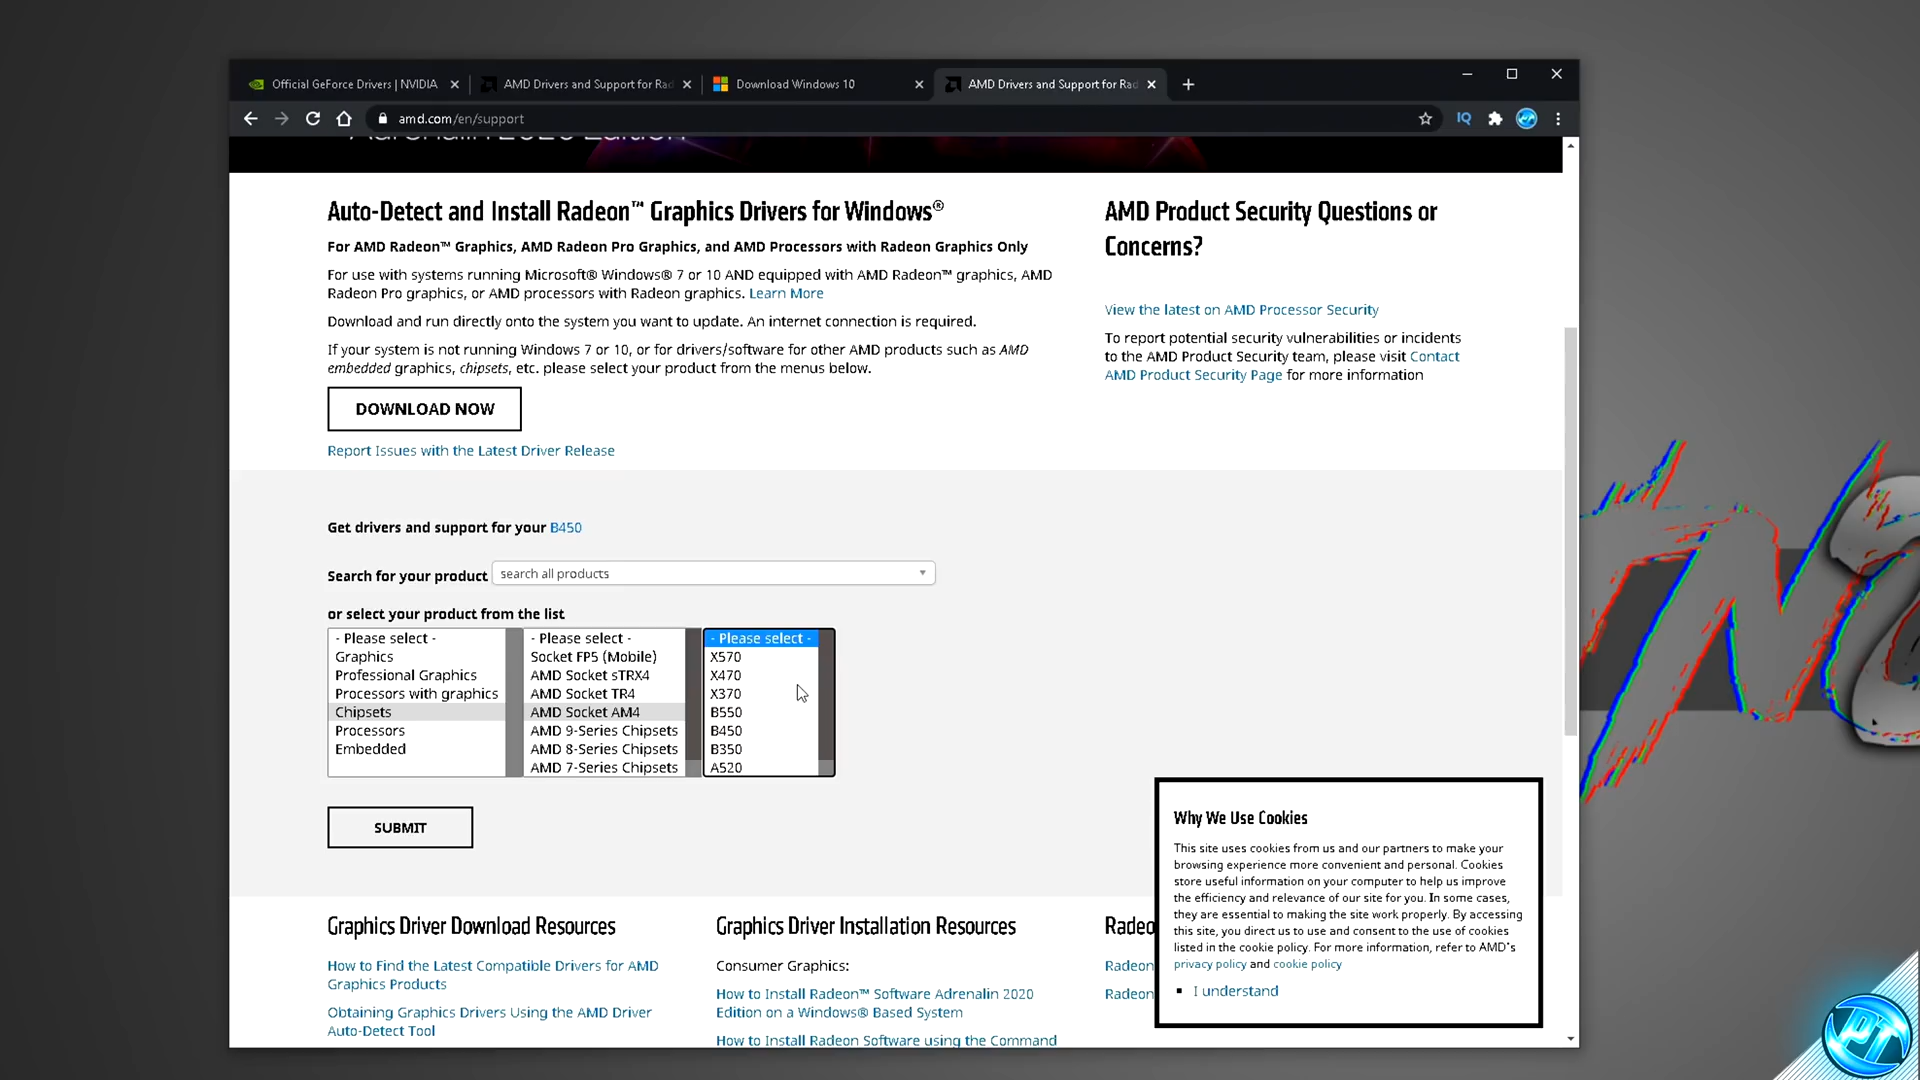 Official GeForce Drivers | NVIDIA
AMD Drivers and Support for Rad
Download Windows 10
AMD Drivers and Support for Rad
amd.com/en/support
IQ
Auto-Detect and Install Radeon™ Graphics Drivers for Windows®
For AMD Radeon™ Graphics, AMD Radeon Pro Graphics, and AMD Processors with Radeon Graphics Only
For use with systems running Microsoft® Windows® 7 or 10 AND equipped with AMD Radeon™ graphics, AMD
Radeon Pro graphics, or AMD processors with Radeon graphics. Learn More
Download and run directly onto the system you want to update. An internet connection is required.
If your system is not running Windows 7 or 10, or for drivers/software for other AMD products such as AMD
embedded graphics, chipsets, etc. please select your product from the menus below.
DOWNLOAD NOW
Report Issues with the Latest Driver Release
AMD Product Security Questions or
Concerns?
View the latest on AMD Processor Security
To report potential security vulnerabilities or incidents
to the AMD Product Security team, please visit Contact
AMD Product Security Page for more information
Get drivers and support for your B450
Search for your product search all products
or select your product from the list
- Please select -
Graphics
Professional Graphics
Processors with graphics
Chipsets
Processors
Embedded
- Please select -
Socket FP5 (Mobile)
AMD Socket sTRX4
AMD Socket TR4
AMD Socket AM4
AMD 9-Series Chipsets
AMD 8-Series Chipsets
AMD 7-Series Chipsets
- Please select -
X570
X470
X370
B550
B450
B350
A520
SUBMIT
Graphics Driver Download Resources
How to Find the Latest Compatible Drivers for AMD
Graphics Products
Obtaining Graphics Drivers Using the AMD Driver
Auto-Detect Tool
Graphics Driver Installation Resources
Consumer Graphics:
How to Install Radeon™ Software Adrenalin 2020
Edition on a Windows® Based System
How to Install Radeon Software using the Command
Radeo
Radeon
Radeon
Why We Use Cookies
This site uses cookies from us and our partners to make your
browsing experience more convenient and personal. Cookies
store useful information on your computer to help us improve
the efficiency and relevance of our site for you. In some cases,
they are essential to making the site work properly. By accessing
this site, you direct us to use and consent to the use of cookies
listed in the cookie policy. For more information, refer to AMD's
privacy policy and cookie policy
I understand